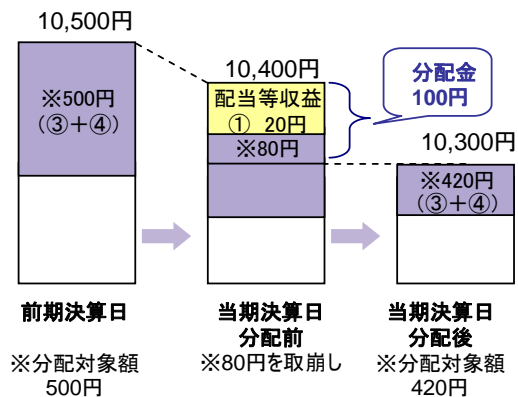 10,500円
※500円
（③＋④）
前期決算日
※分配対象額
500円
10,400円
配当等収益
① 20円
※80円
当期決算日
分配前
※80円を取崩し
分配金
100円
10,300円
※420円
（③＋④）
当期決算日
分配後
※分配対象額
420円